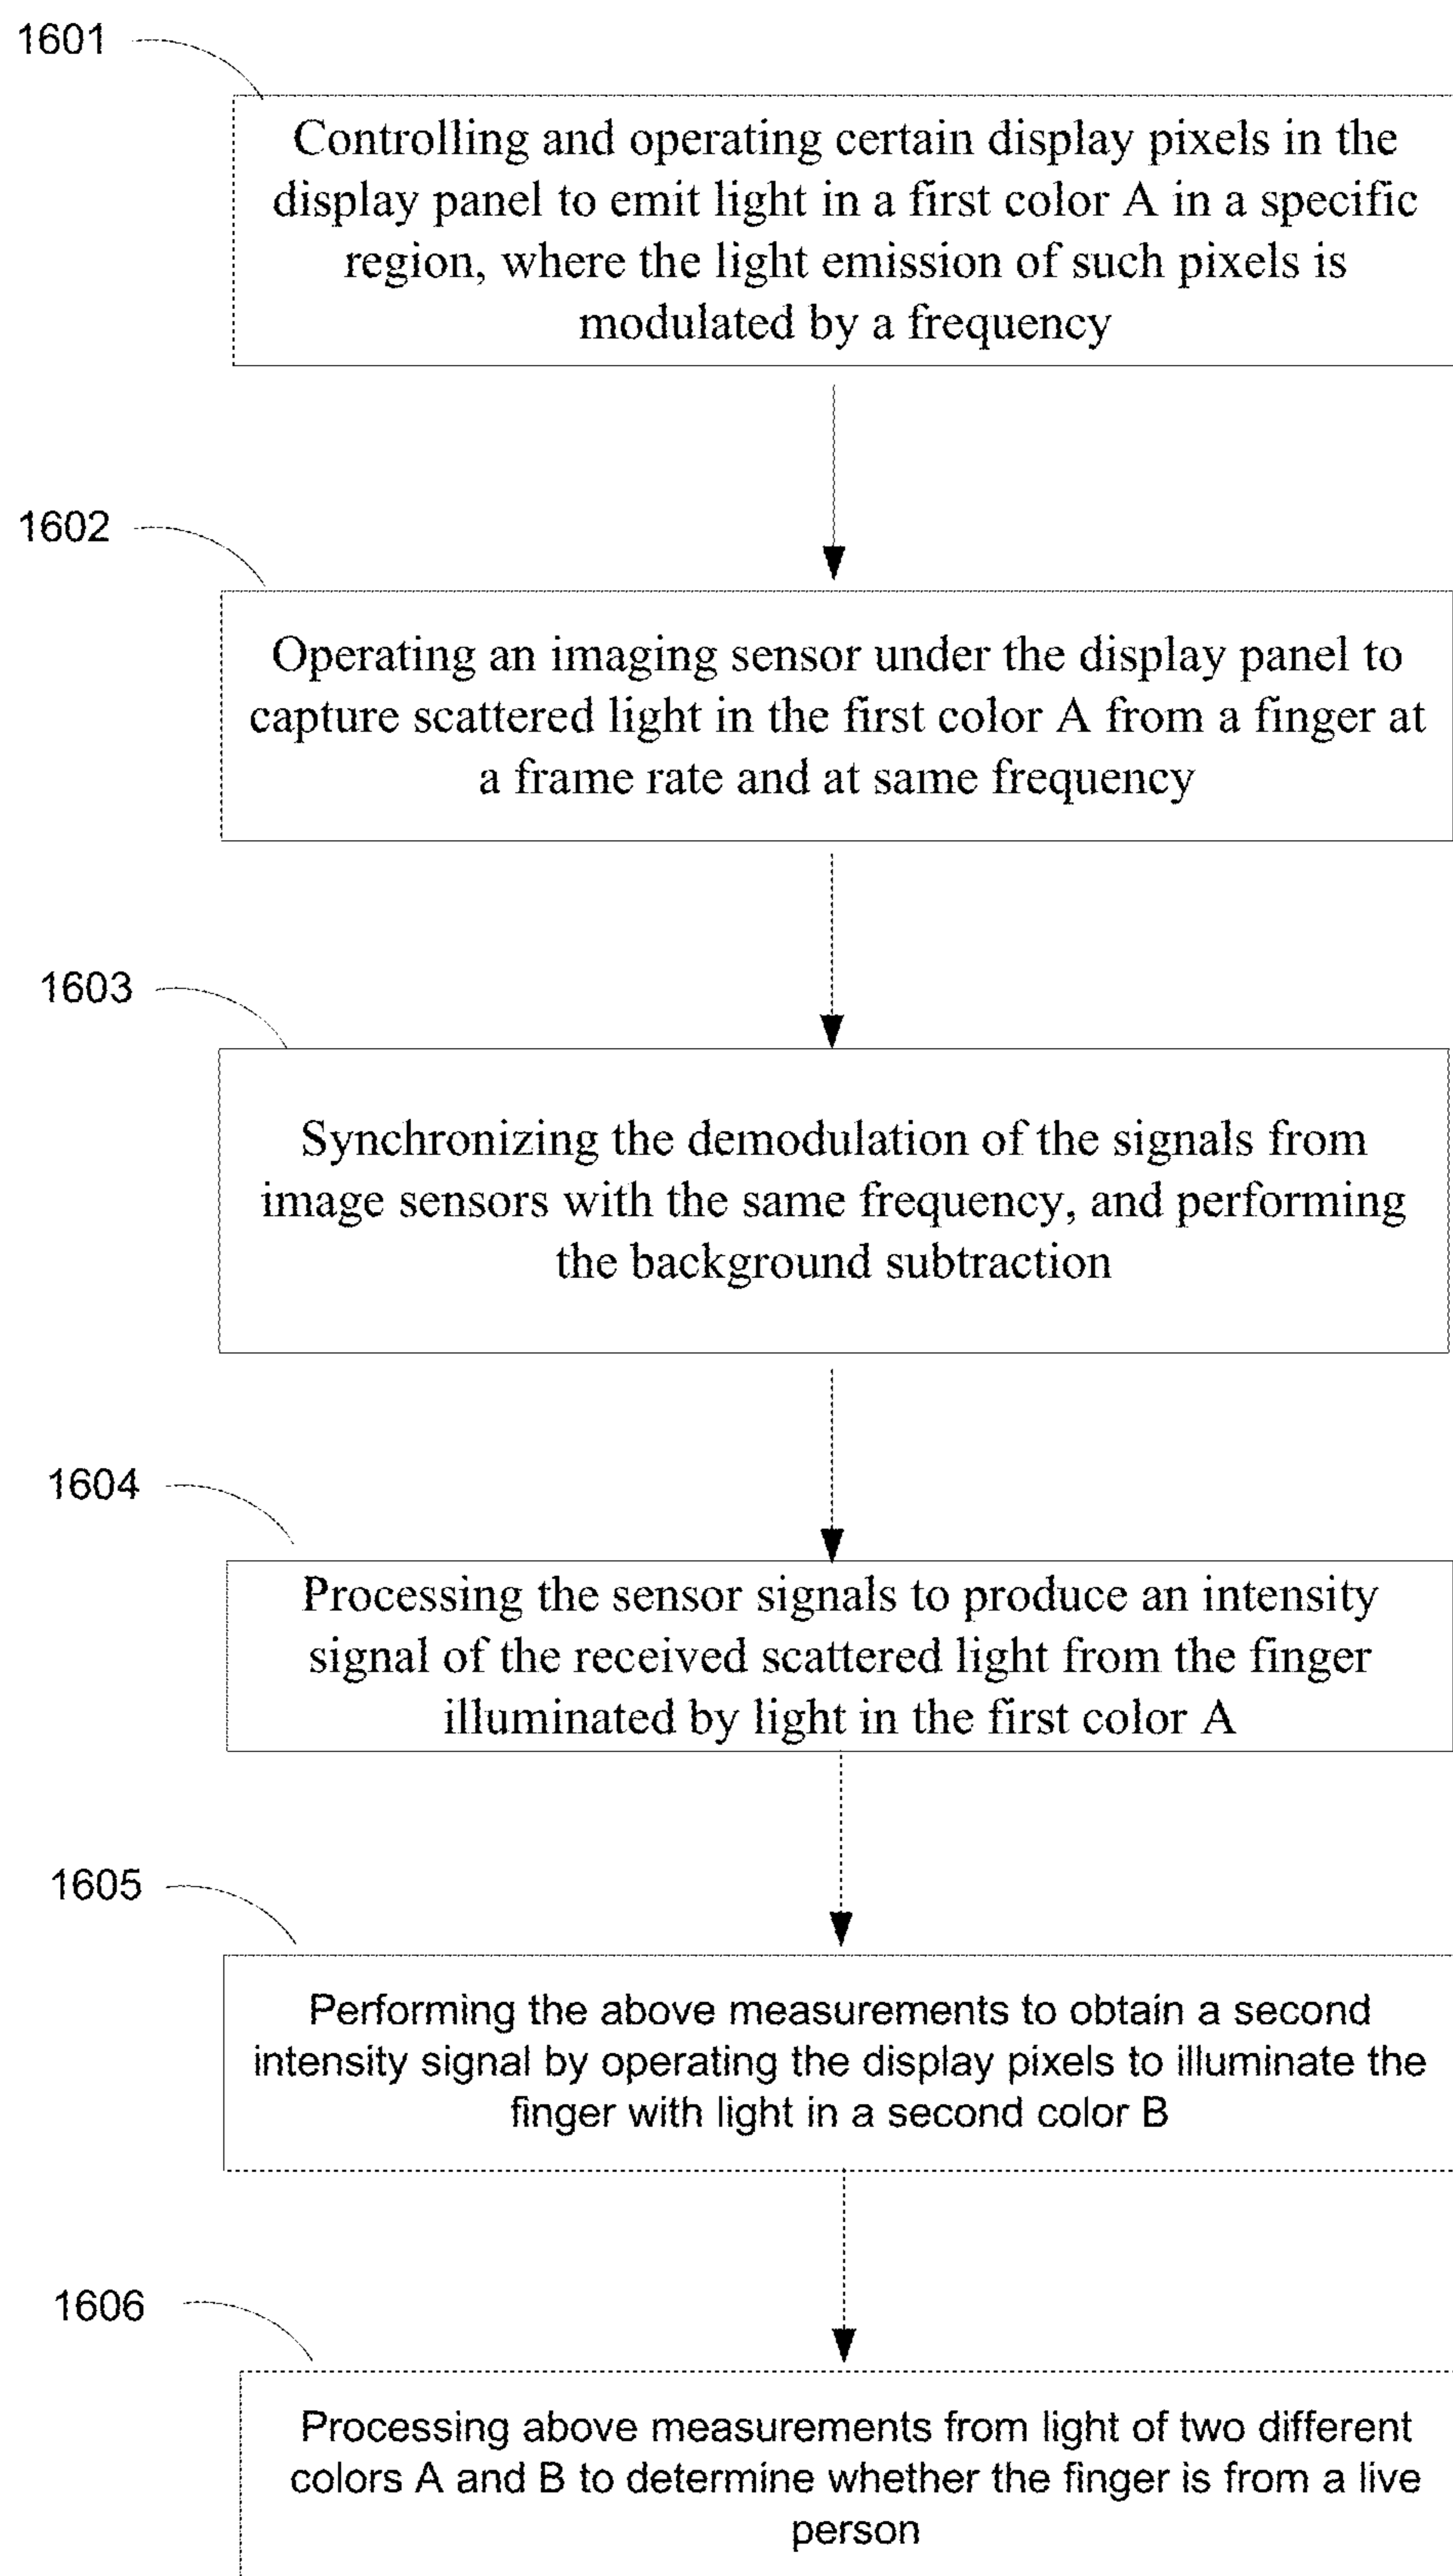 1601
Controlling and operating certain display pixels in the
display panel to emit light in a first color A in a specific
region, where the light emission of such pixels is
modulated by a frequency
1602
Operating an imaging sensor under the display panel to
capture scattered light in the first color A from a finger at
a frame rate and at same frequency
1603
Synchronizing the demodulation of the signals from
image sensors with the same frequency, and performing
the background subtraction
1604
Processing the sensor signals to produce an intensity
signal of the received scattered light from the finger
illuminated by light in the first color A
1605
Performing the above measurements to obtain a second
intensity signal by operating the display pixels to illuminate the
finger with light in a second color B
1606
Processing above measurements from light of two different
colors A and B to determine whether the finger is from a live
person